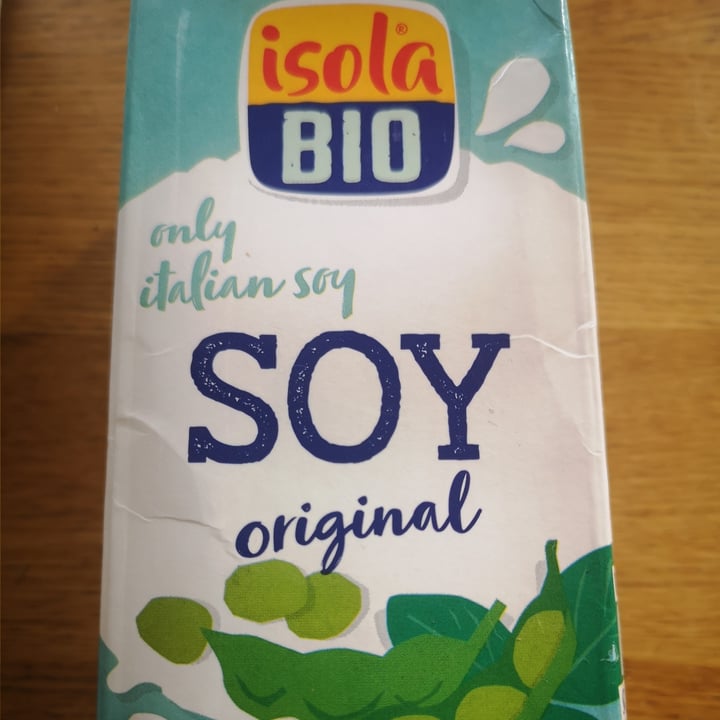 isola®
BIO
only
italian soy
SOY
original